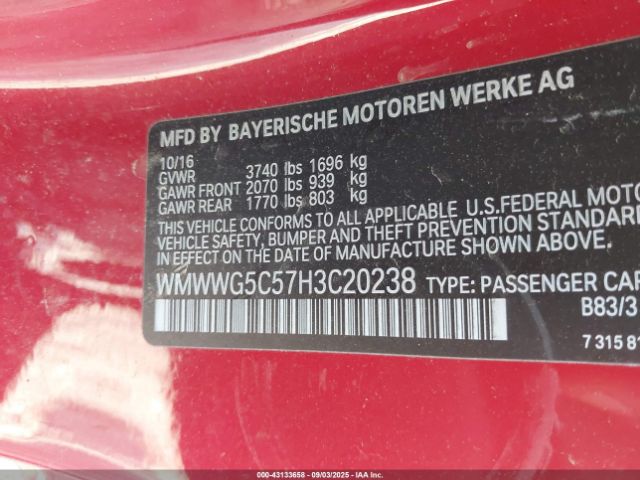 MFD BY BAYERISCHE MOTOREN WERKE AG
10/16
GVWR 3740 lbs 1696 kg
GAWR FRONT 2070 lbs 939 kg
GAWR REAR 1770 lbs 803 kg
THIS VEHICLE CONFORMS TO ALL APPLICABLE U.S.FEDERAL MOTO
VEHICLE SAFETY, BUMPER AND THEFT PREVENTION STANDARD
IN EFFECT ON THE DATE OF MANUFACTURE SHOWN ABOVE.
WMWWG5C57H3C20238 TYPE: PASSENGER CAR
B83/3
7 315 81
000-43133658 - 09/03/2025 - IAA Inc.